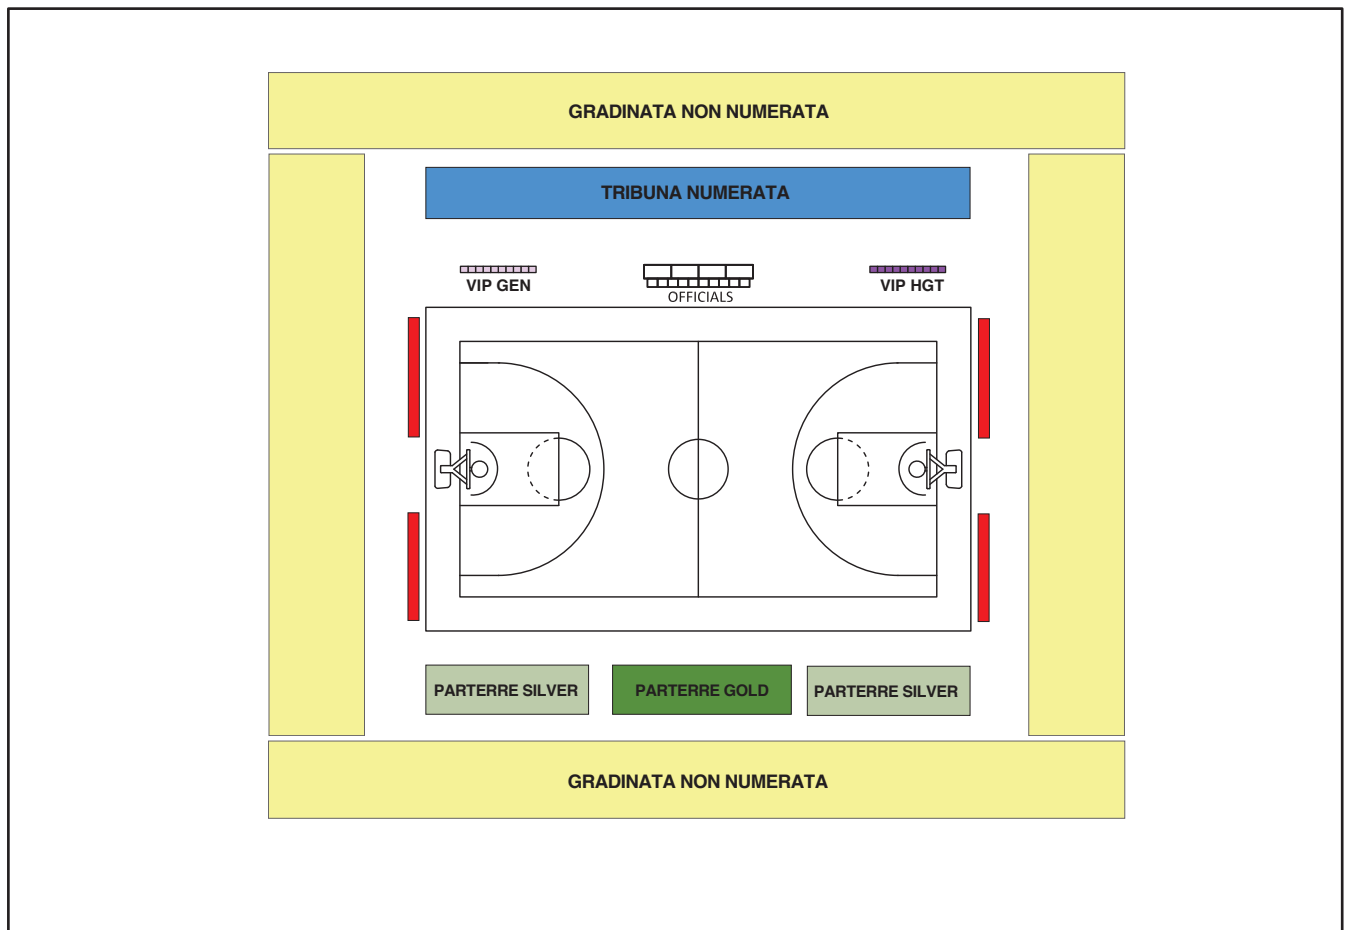 GRADINATA NON NUMERATA
TRIBUNA NUMERATA
VIP GEN
OFFICIALS
VIP HGT
PARTERRE SILVER
PARTERRE GOLD
PARTERRE SILVER
GRADINATA NON NUMERATA